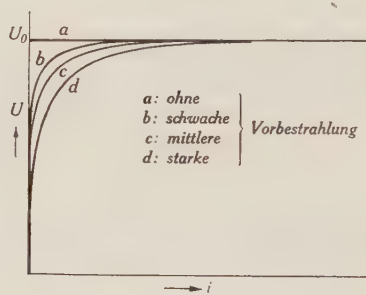 U₀
a
b
c
d
U
a: ohne
b: schwache
c: mittlere
d: starke
Vorbestrahlung
i